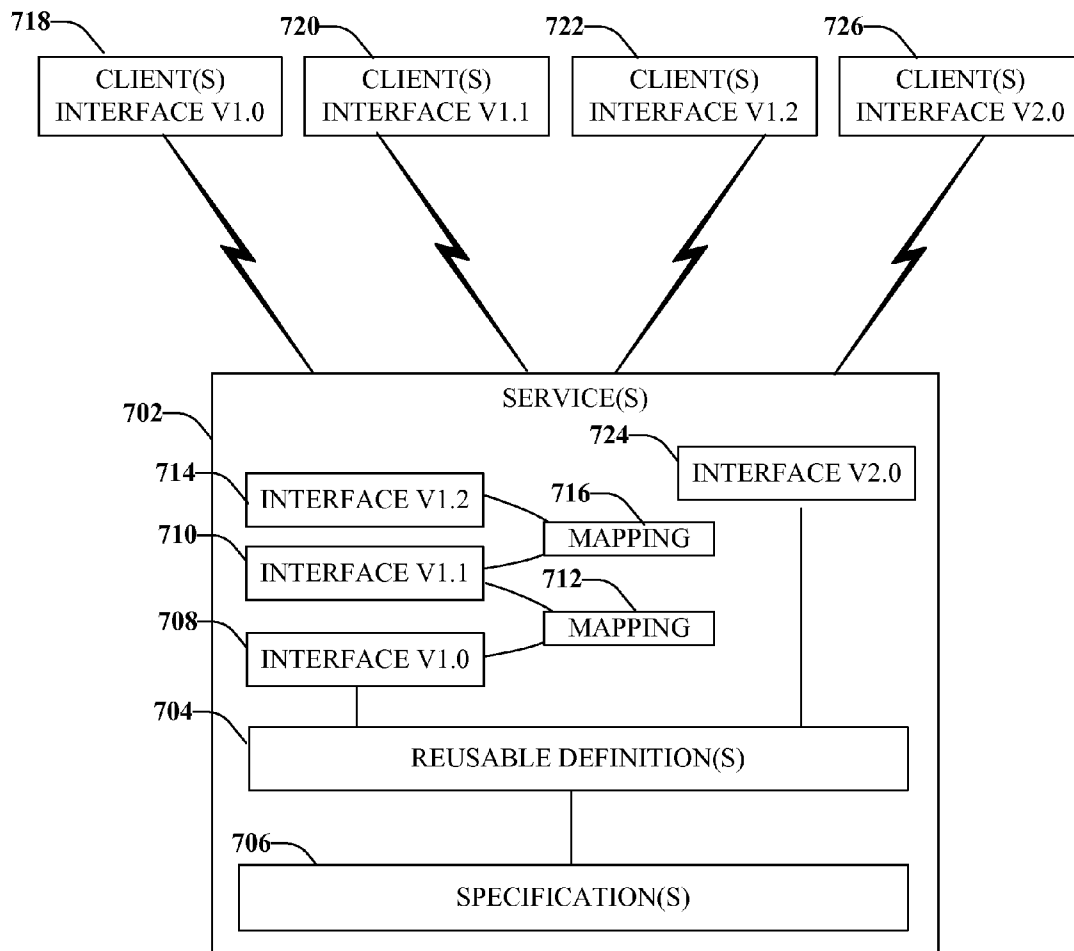 718
720
722
726
CLIENT(S)
INTERFACE V1.0
CLIENT(S)
INTERFACE V1.1
CLIENT(S)
INTERFACE V1.2
CLIENT(S)
INTERFACE V2.0
SERVICE(S)
702
724
INTERFACE V2.0
714
INTERFACE V1.2
716
MAPPING
710
INTERFACE V1.1
712
MAPPING
708
INTERFACE V1.0
704
REUSABLE DEFINITION(S)
706
SPECIFICATION(S)